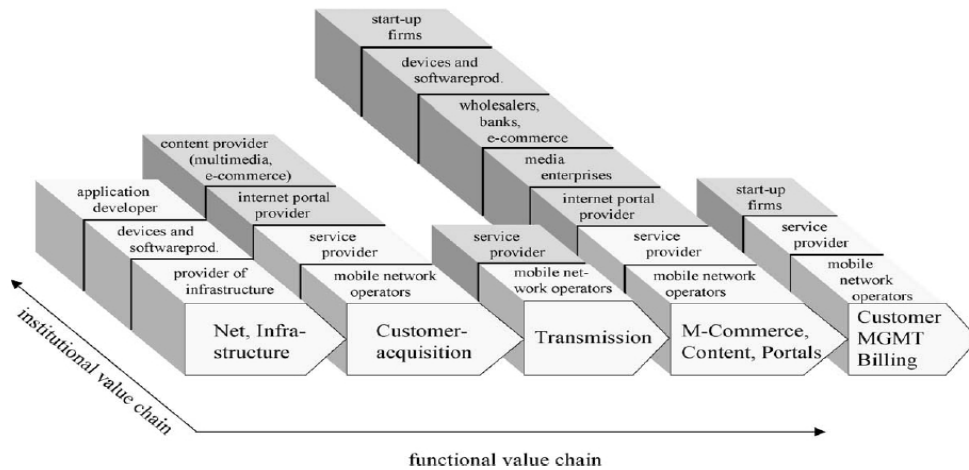 start-up
firms
devices and
softwareprod.
wholesalers,
banks,
e-commerce
media
enterprises
internet portal
provider
service
provider
mobile network
operators
content provider
(multimedia,
e-commerce)
internet portal
provider
service
provider
mobile network
operators
application
developer
devices and
softwareprod.
provider of
infrastructure
service
provider
mobile net-
work operators
start-up
firms
service
provider
mobile
network
operators
Net, Infra-
structure
Customer-
acquisition
Transmission
M-Commerce,
Content, Portals
Customer
MGMT
Billing
institutional value chain
functional value chain